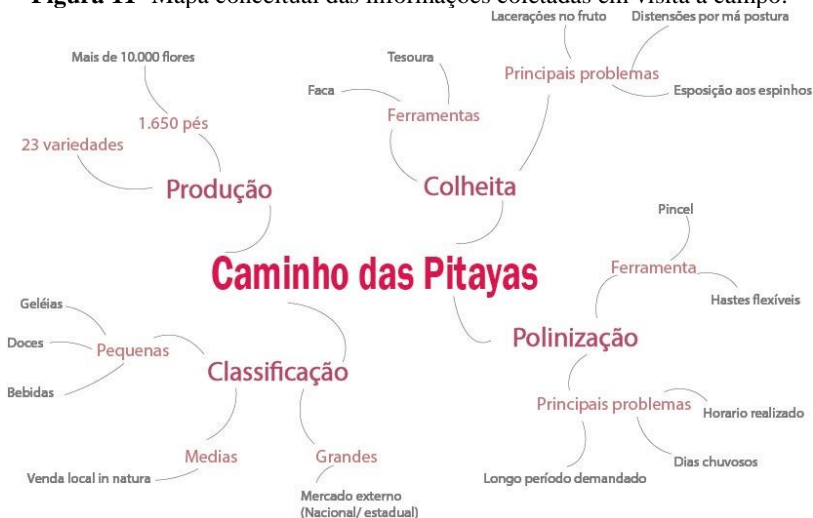 Figura 11- Mapa conceitual das informações coletadas em visita a campo.
Lacerações no fruto
Distensões por má postura
Mais de 10.000 flores
Tesoura
Principais problemas
Faca
Esposição aos espinhos
1.650 pés
Ferramentas
23 variedades
Produção
Colheita
Pincel
Caminho das Pitayas
Ferramenta
Hastes flexíveis
Geléias
Polinização
Doces
Pequenas
Classificação
Bebidas
Principais problemas
Horario realizado
Medias
Grandes
Dias chuvosos
Venda local in natura
Longo período demandado
Mercado externo
(Nacional/ estadual)